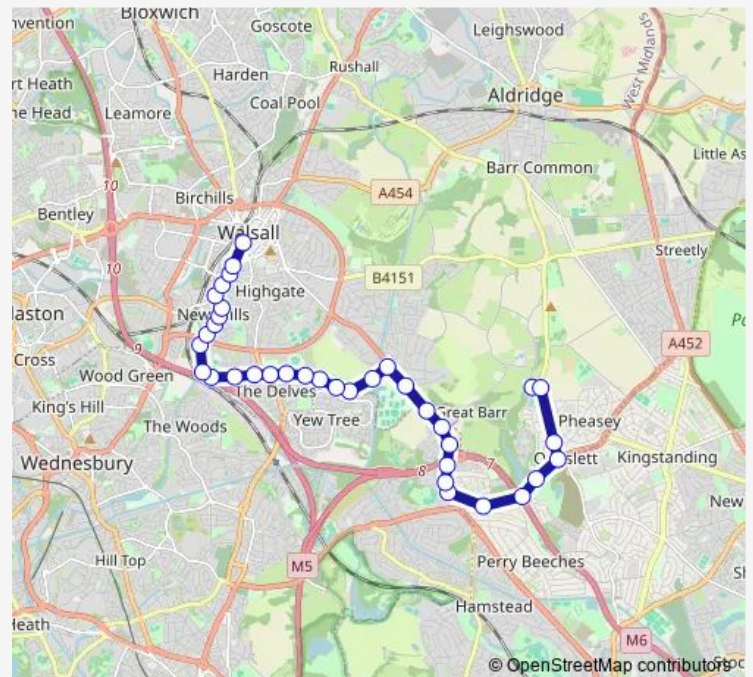 Bloxwich
Goscote
Leighswood
nvention
West Midlands
Rushall
Harden
rt Heath
Aldridge
Coal Pool
ne Head
Leamore
Little As
Barr Common
10
A454
Birchills
Bentley
Walsall
Streetly
10
B4151
Highgate
laston
A452
9
Cross
Wood Green
The Delves
King's Hill
Great Barr
Pheasey
Yew Tree
The Woods
Kingstanding
Wednesbury
8
7
New
Hill Top
M5
Perry Beeches
Hamstead
Heath
M6
© OpenStreetMap contributors